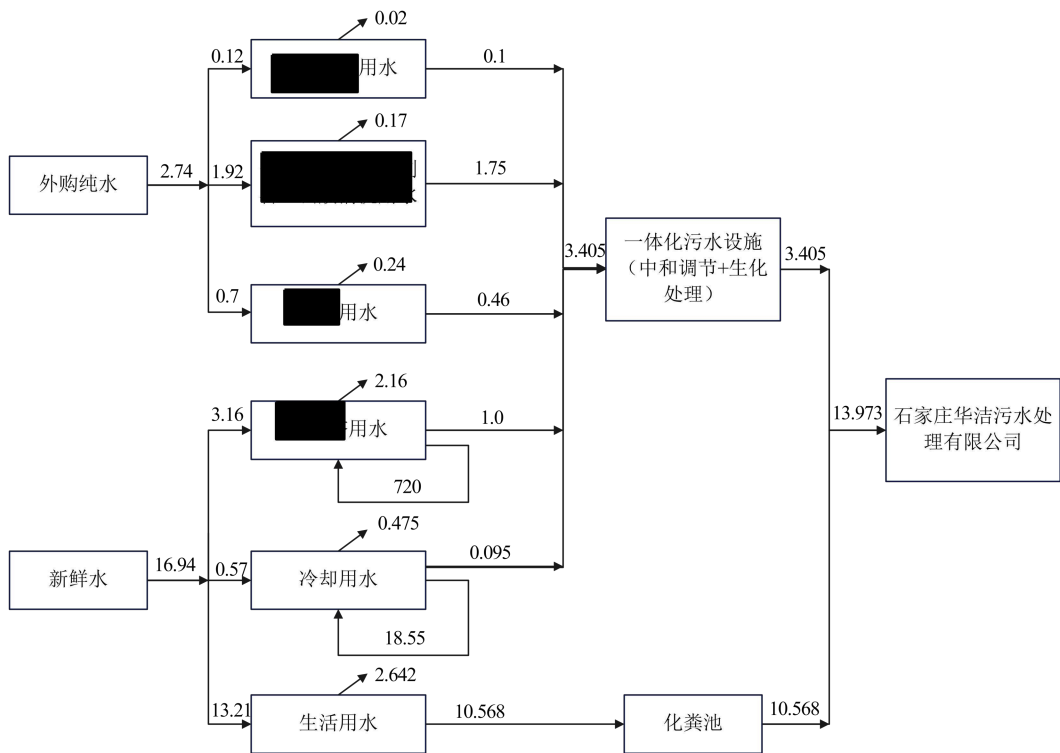 0.02
0.12
用水
0.1
0.17
外购纯水
2.74
1.92
1.75
0.24
0.7
用水
0.46
3.405
一体化污水设施
（中和调节+生化
处理）
3.405
2.16
3.16
用水
1.0
720
13.973
石家庄华洁污水处
理有限公司
0.475
新鲜水
16.94
0.57
冷却用水
0.095
18.55
2.642
13.21
生活用水
10.568
化粪池
10.568